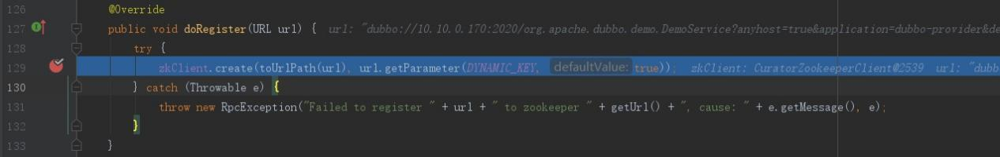 126 @Override
127 public void doRegister(URL url) { url: "dubbo://10.10.0.170:2020/org.apache.dubbo.demo.DemoService?anyhost=true&application=dubbo-provider&de
128 try {
129 zkClient.create(toUrlPath(url), url.getParameter(DYNAMIC_KEY, defaultValue: true)); zkClient: CuratorZookeeperClient@2539 url: "dubb
130 } catch (Throwable e) {
131 throw new RpcException("Failed to register " + url + " to zookeeper " + getUrl() + ", cause: " + e.getMessage(), e);
132 }
133 }